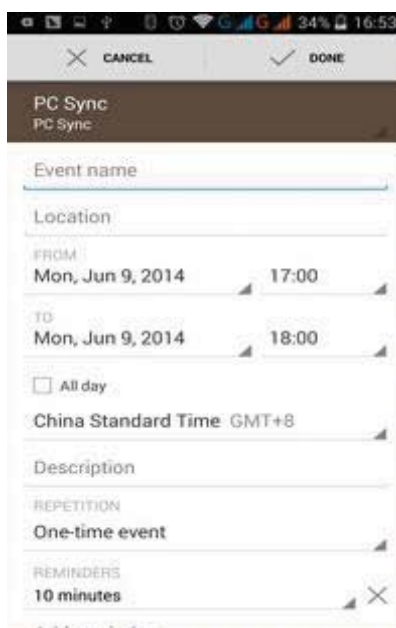 G G 34% 16:53
CANCEL DONE
PC Sync
PC Sync
Event name
Location
FROM
Mon, Jun 9, 2014 17:00
TO
Mon, Jun 9, 2014 18:00
All day
China Standard Time GMT+8
Description
REPETITION
One-time event
REMINDERS
10 minutes